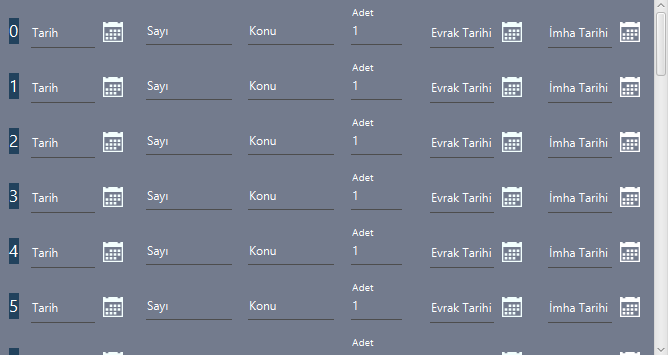 Adet
0 Tarih Sayı Konu 1 Evrak Tarihi İmha Tarihi
Adet
1 Tarih Sayı Konu 1 Evrak Tarihi İmha Tarihi
Adet
2 Tarih Sayı Konu 1 Evrak Tarihi İmha Tarihi
Adet
3 Tarih Sayı Konu 1 Evrak Tarihi İmha Tarihi
Adet
4 Tarih Sayı Konu 1 Evrak Tarihi İmha Tarihi
Adet
5 Tarih Sayı Konu 1 Evrak Tarihi İmha Tarihi
Adet